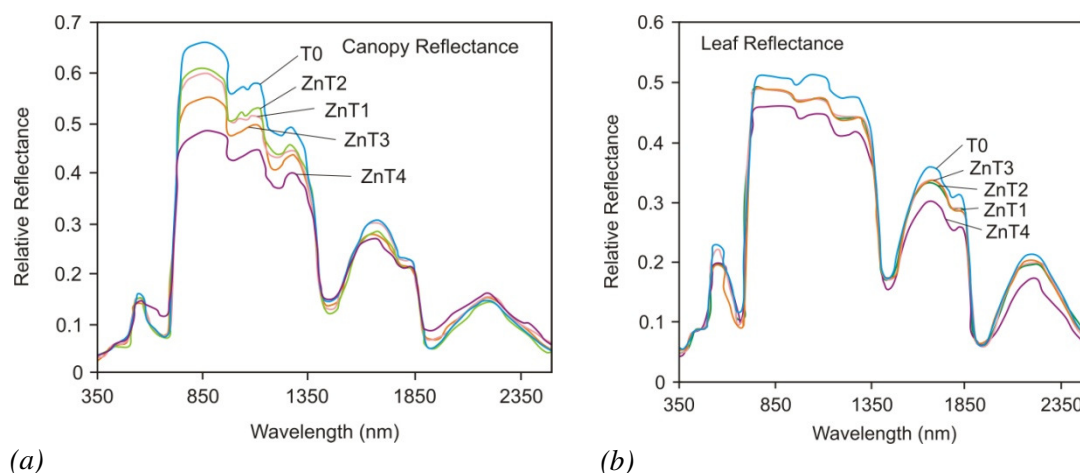 0.7
0.6
0.5
0.4
0.3
0.2
0.1
0
Relative Reflectance
Canopy Reflectance
T0
ZnT2
ZnT1
ZnT3
ZnT4
350
850
1350
1850
2350
Wavelength (nm)
(a)
(b)
0.6
0.5
0.4
0.3
0.2
0.1
0
Relative Reflectance
Leaf Reflectance
T0
ZnT3
ZnT2
ZnT1
ZnT4
350
850
1350
1850
2350
Wavelength (nm)
(b)